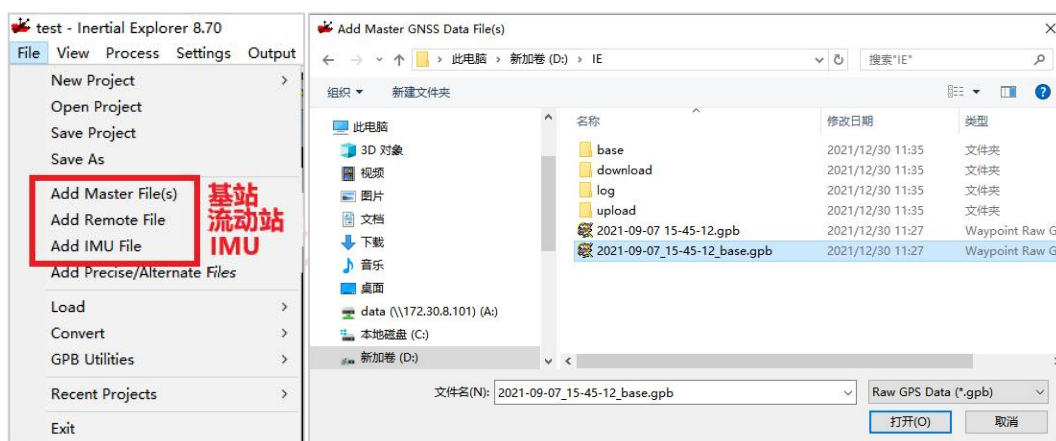 test - Inertial Explorer 8.70
File View Process Settings Output
New Project
Open Project
Save Project
Save As
Add Master File(s)
Add Remote File
Add IMU File
基站
流动站
IMU
Add Precise/Alternate Files
Load
Convert
GPB Utilities
Recent Projects
Exit
Add Master GNSS Data File(s)
此电脑 › 新加卷 (D:) › IE
搜索"IE"
组织 新建文件夹
此电脑
3D 对象
视频
图片
文档
下载
音乐
桌面
data (\\172.30.8.101) (A:)
本地磁盘 (C:)
新加卷 (D:)
名称 修改日期 类型
base 2021/12/30 11:35 文件夹
download 2021/12/30 11:35 文件夹
log 2021/12/30 11:35 文件夹
upload 2021/12/30 11:35 文件夹
2021-09-07 15-45-12.gpb 2021/12/30 11:27 Waypoint Raw G
2021-09-07_15-45-12_base.gpb 2021/12/30 11:27 Waypoint Raw G
文件名(N): 2021-09-07_15-45-12_base.gpb Raw GPS Data (*.gpb)
打开(O) 取消